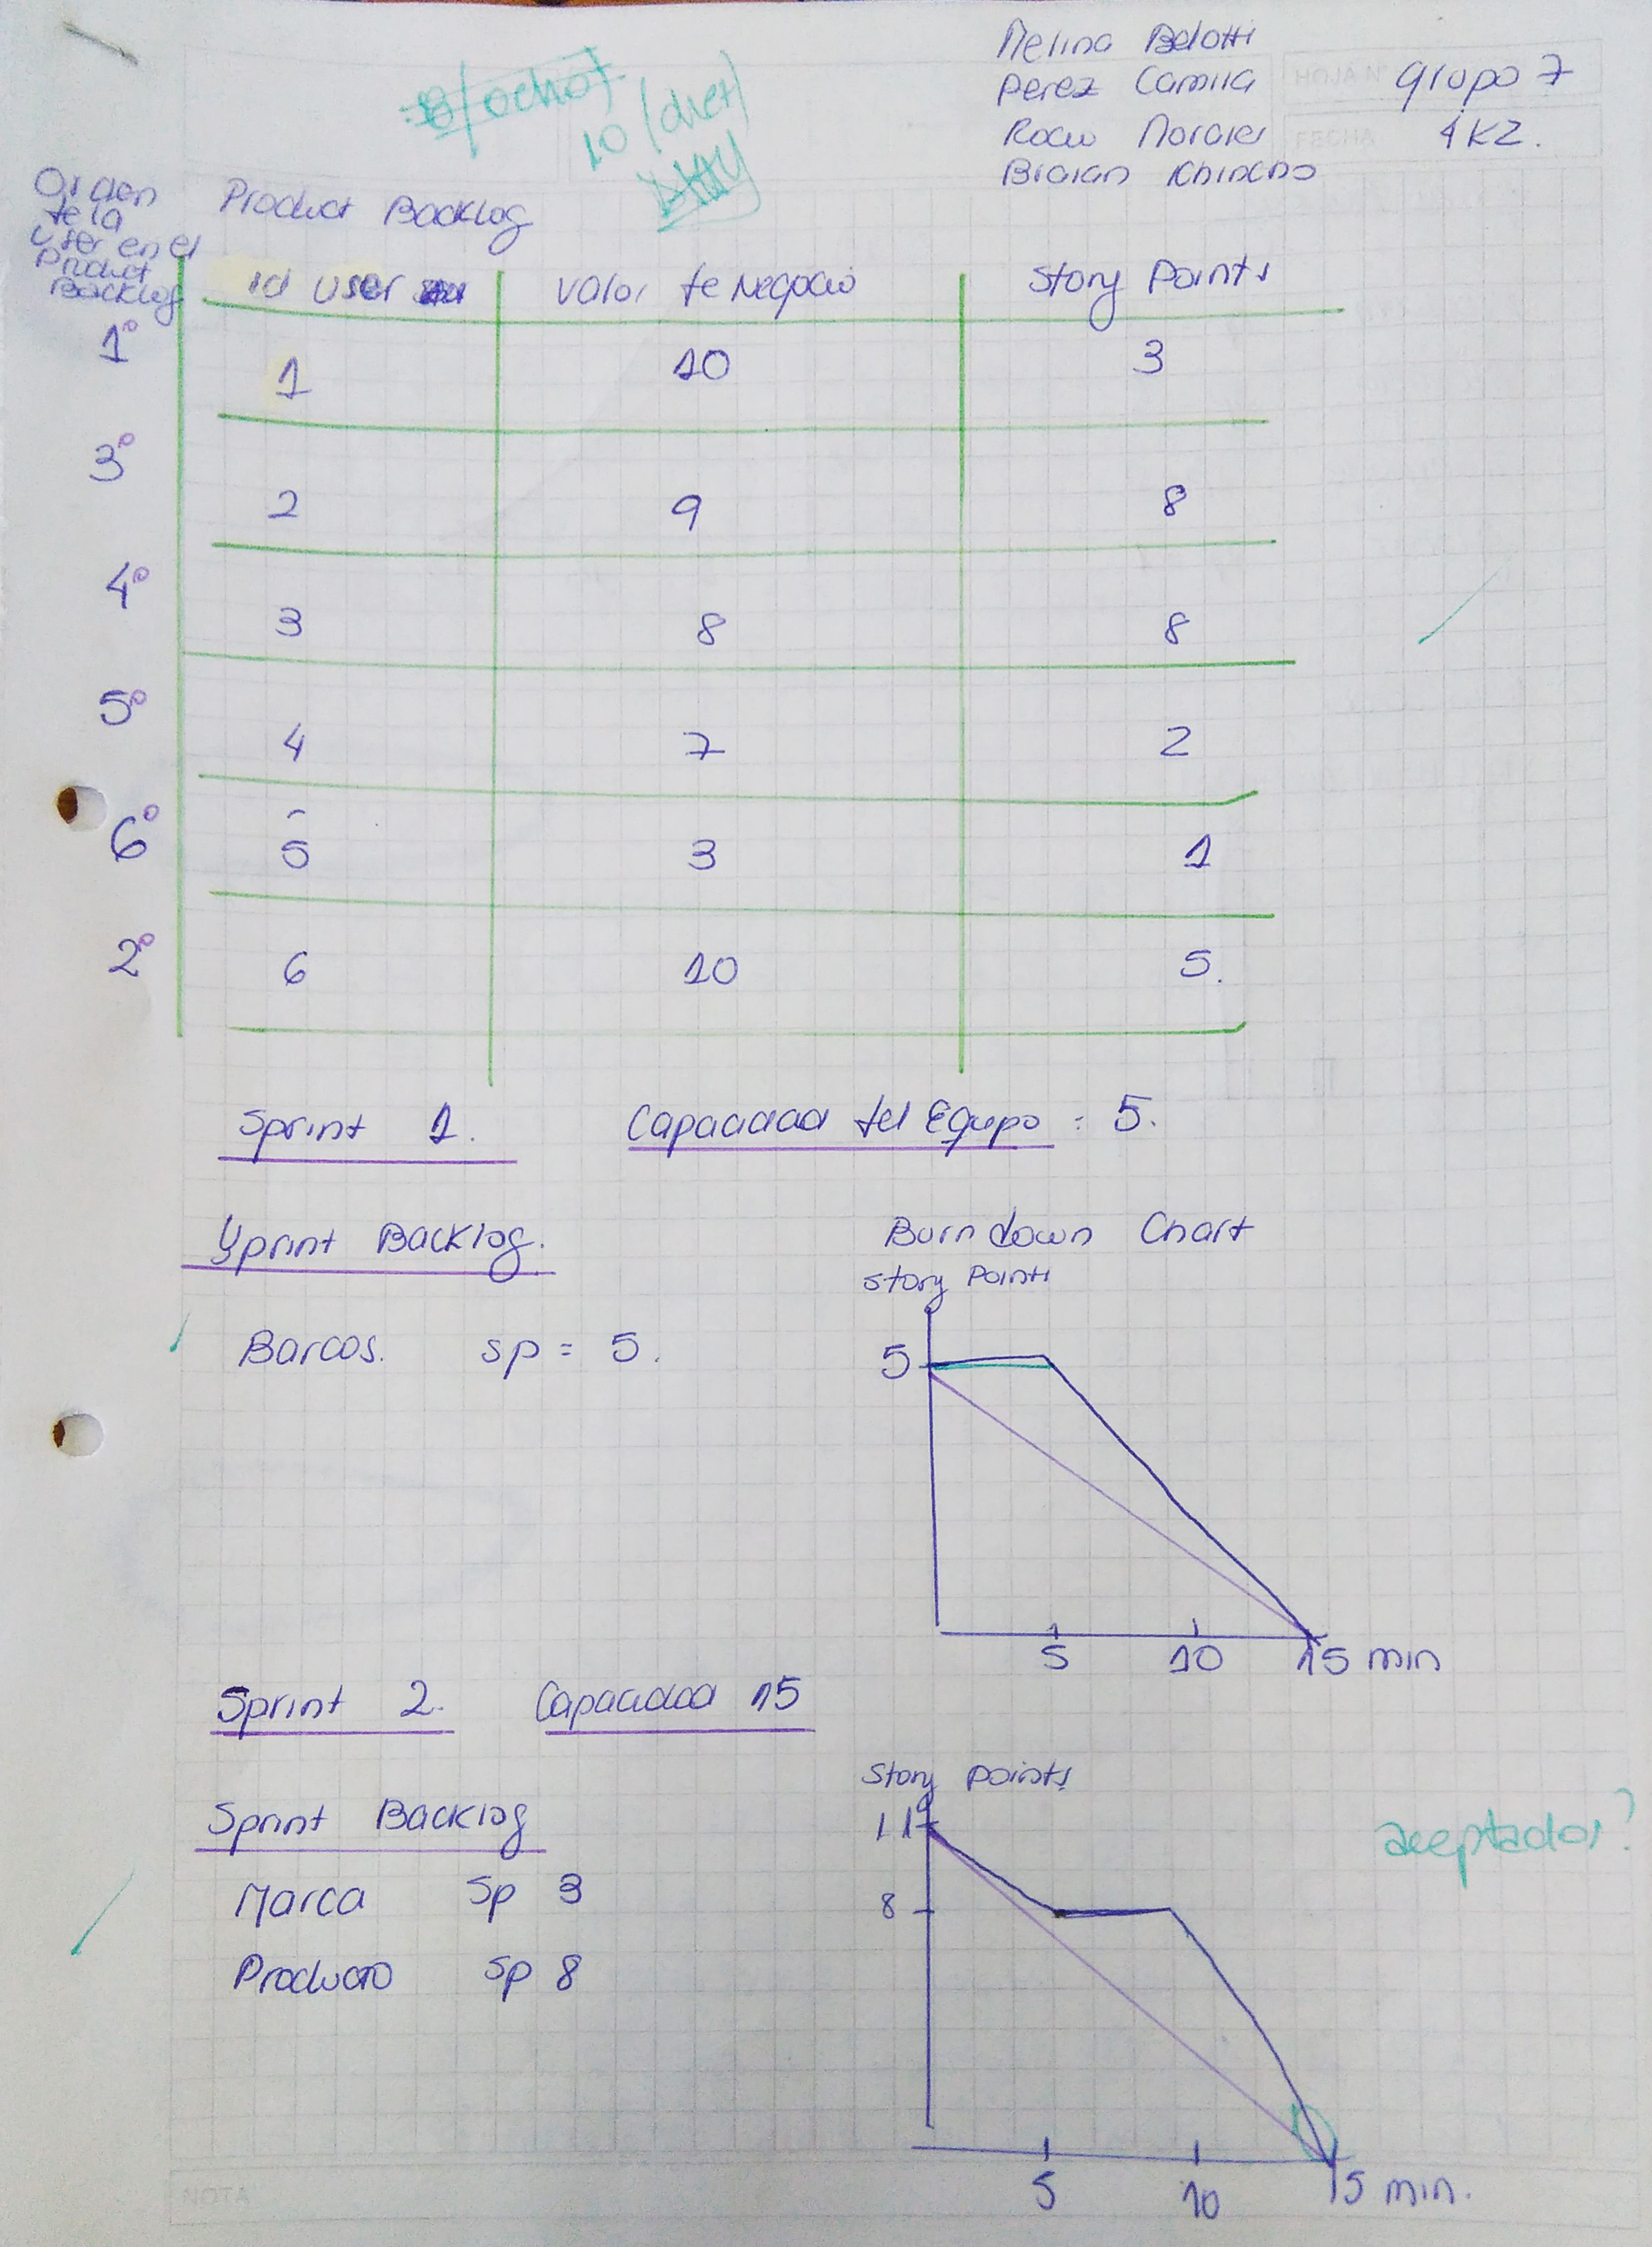 Melina Belotti
Perez Camila grupo 7
Rocio Morales 4K2.
Braian Khincho
HOJA N°
FECHA
8 (ocho)
10 (diez)
Orden de la User en el Product Backlog
Product Backlog
Id User Valor de Negocio Story Points
1° 1 10 3
3° 2 9 8
4° 3 8 8
5° 4 7 2
6° 5 3 1
2° 6 10 5.
Sprint 1. Capacidad del Equipo : 5.
Sprint Backlog. Burn down Chart
Story Points
Barcos. sp = 5. 5
5 10 15 min
Sprint 2. Capacidad 15
Story points
Sprint Backlog 11 aceptados?
Marca Sp 3 8
Producto Sp 8
5 10 15 min.
NOTA